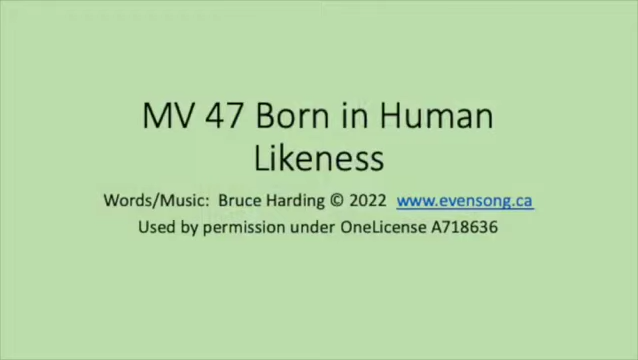 MV 47 Born in Human
Likeness
Words/Music: Bruce Harding © 2022 www.evensong.ca
Used by permission under OneLicense A718636